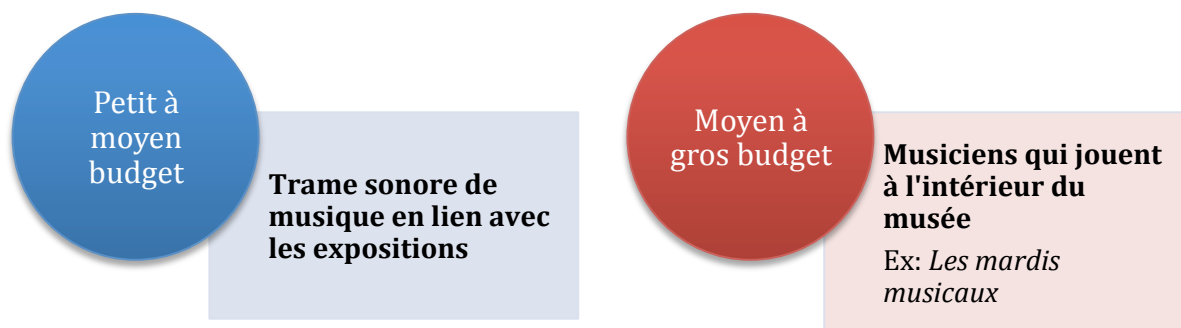 Petit à
moyen
budget
Trame sonore de
musique en lien avec
les expositions
Moyen à
gros budget
Musiciens qui jouent
à l'intérieur du
musée
Ex: Les mardis
musicaux